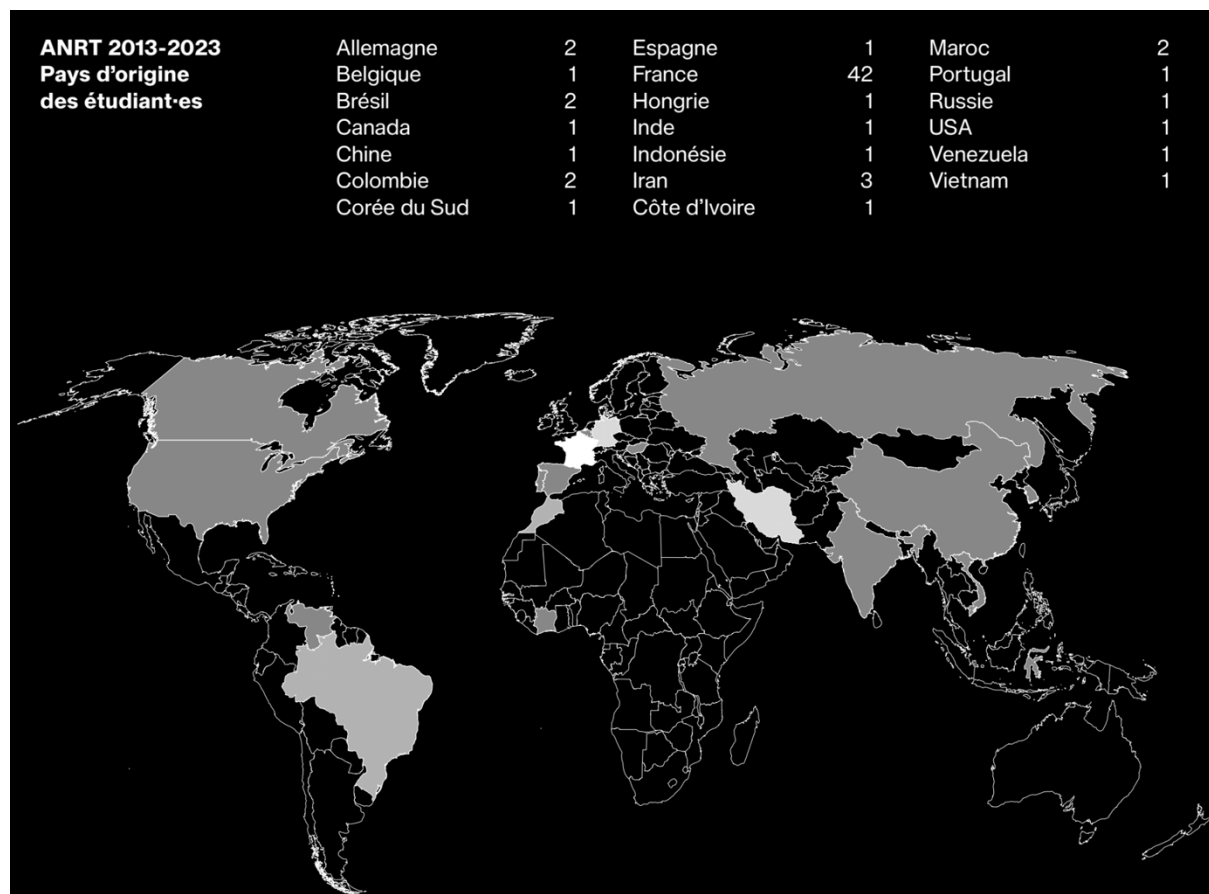 ANRT 2013-2023
Pays d'origine
des étudiant·es
Allemagne 2
Belgique 1
Brésil 2
Canada 1
Chine 1
Colombie 2
Corée du Sud 1
Espagne 1
France 42
Hongrie 1
Inde 1
Indonésie 1
Iran 3
Côte d'Ivoire 1
Maroc 2
Portugal 1
Russie 1
USA 1
Venezuela 1
Vietnam 1